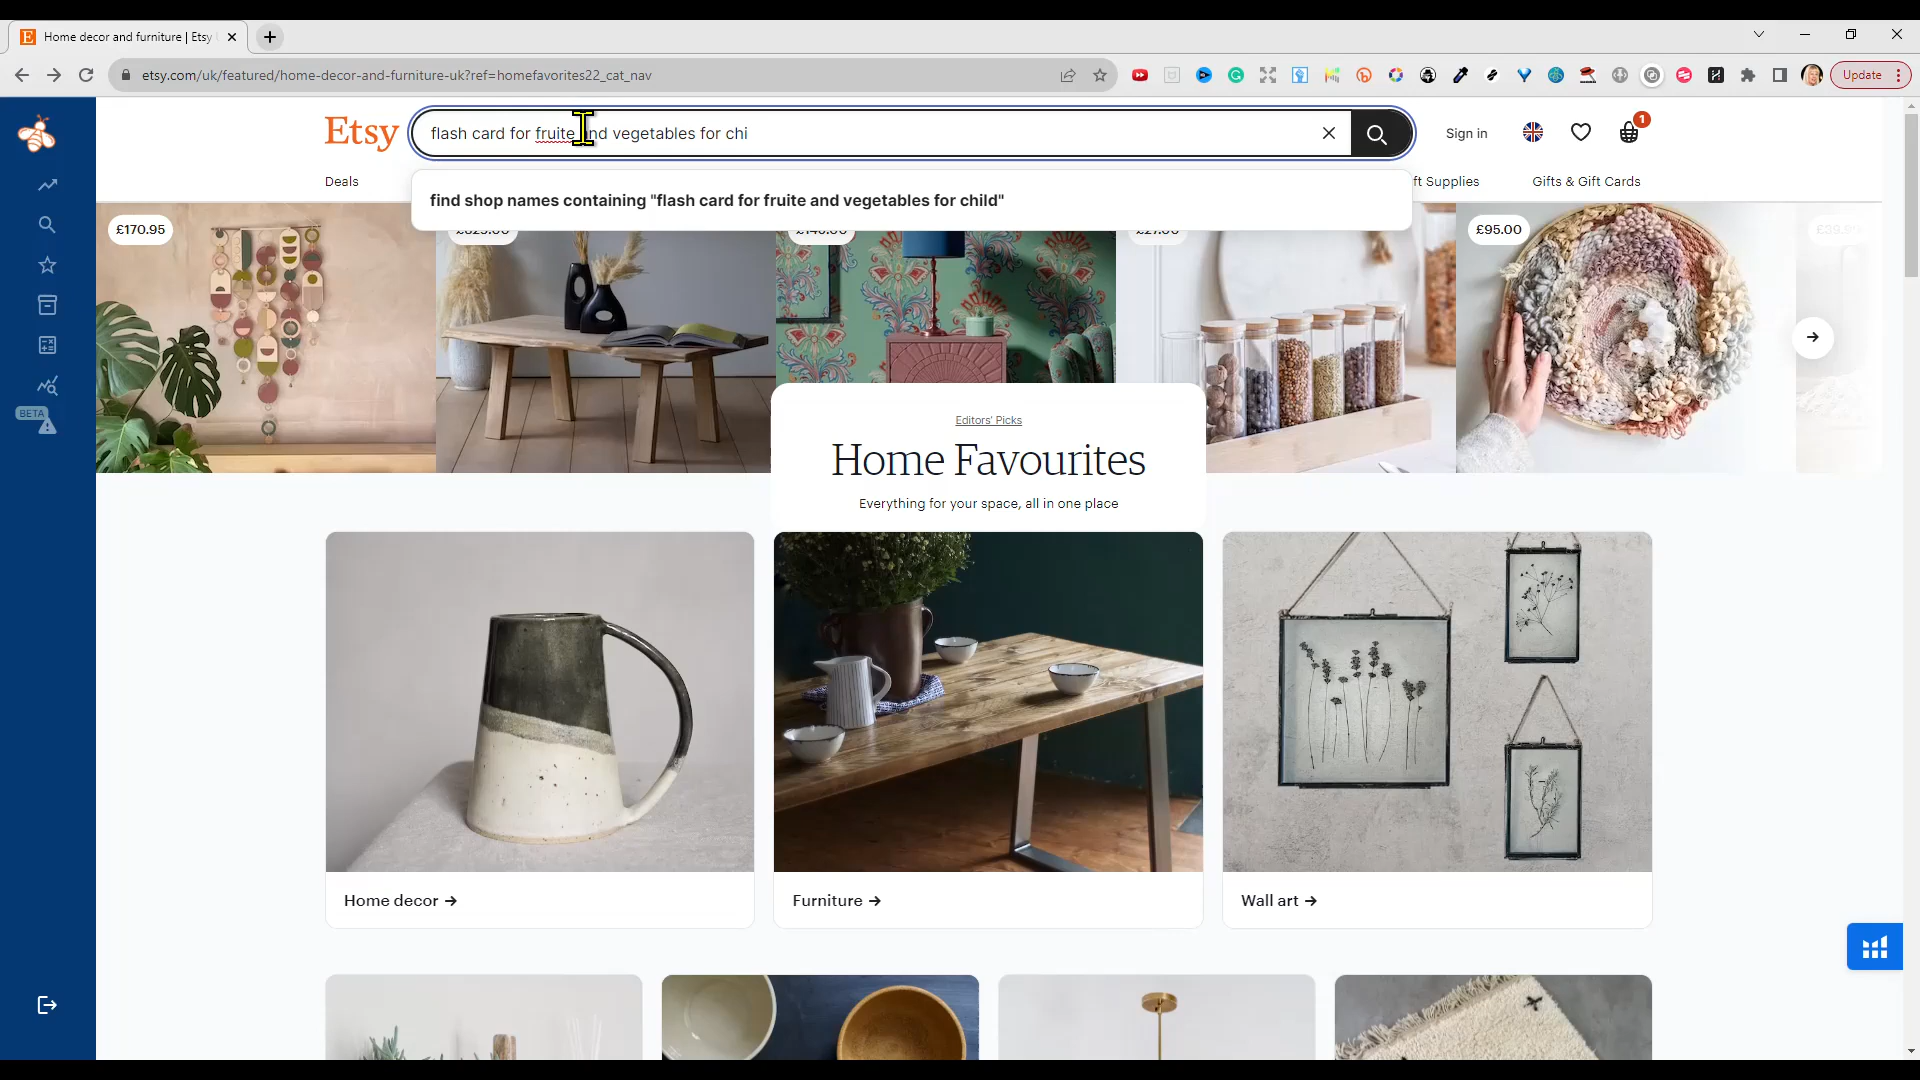 Home decor and furniture | Etsy
etsy.com/uk/featured/home-decor-and-furniture-uk?ref=homefavorites22_cat_nav
Update
Etsy
flash card for fruite and vegetables for chi
Sign in
1
Deals
find shop names containing "flash card for fruite and vegetables for child"
ft Supplies
Gifts & Gift Cards
£170.95
£95.00
BETA
Editors' Picks
Home Favourites
Everything for your space, all in one place
Home decor →
Furniture →
Wall art →